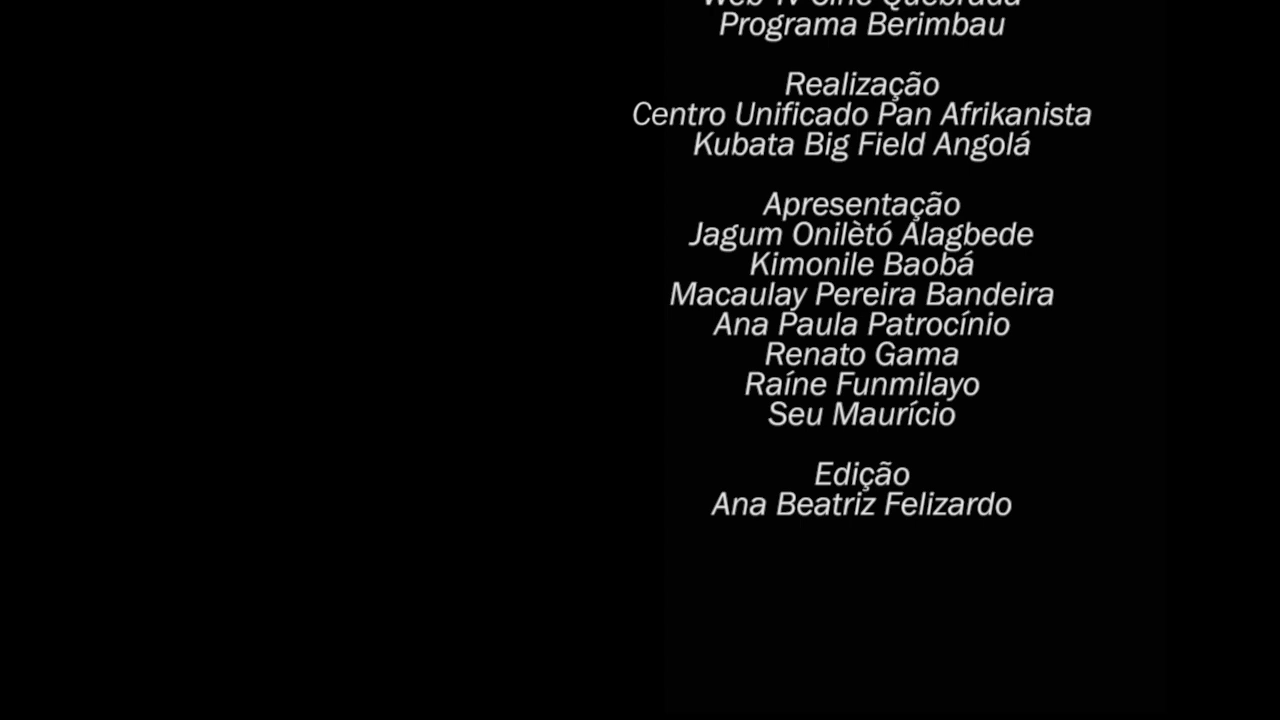 Programa Berimbau
Realização
Centro Unificado Pan Afrikanista
Kubata Big Field Angolá
Apresentação
Jagum Onilètó Alagbede
Kimonile Baobá
Macaulay Pereira Bandeira
Ana Paula Patrocínio
Renato Gama
Raíne Funmilayo
Seu Maurício
Edição
Ana Beatriz Felizardo